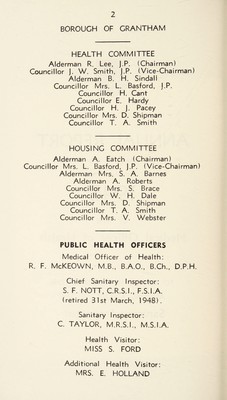 2
BOROUGH OF GRANTHAM
HEALTH COMMITTEE
Alderman R. Lee, J.P. (Chairman)
Councillor J. W. Smith, J.P. (Vice-Chairman)
Alderman B. H. Sindall
Councillor Mrs. L. Basford, J.P.
Councillor H. Cant
Councillor E. Hardy
Councillor H. J. Pacey
Councillor Mrs. D. Shipman
Councillor T. A. Smith
HOUSING COMMITTEE
Alderman A. Eatch (Chairman)
Councillor Mrs. L. Basford, J.P. (Vice-Chairman)
Alderman Mrs. S. A. Barnes
Alderman A. Roberts
Councillor Mrs. S. Brace
Councillor W. H. Dale
Councillor Mrs. D. Shipman
Councillor T. A. Smith
Councillor Mrs. V. Webster
PUBLIC HEALTH OFFICERS
Medical Officer of Health:
R. F. McKEOWN, M.B., B.A.O., B.Ch., D.P.H.
Chief Sanitary Inspector:
S. F. NOTT, C.R.S.I., F.S.I.A.
(retired 31st March, 1948).
Sanitary Inspector:
C. TAYLOR, M.R.S.I., M.S.I.A.
Health Visitor:
MISS S. FORD
Additional Health Visitor:
MRS. E. HOLLAND